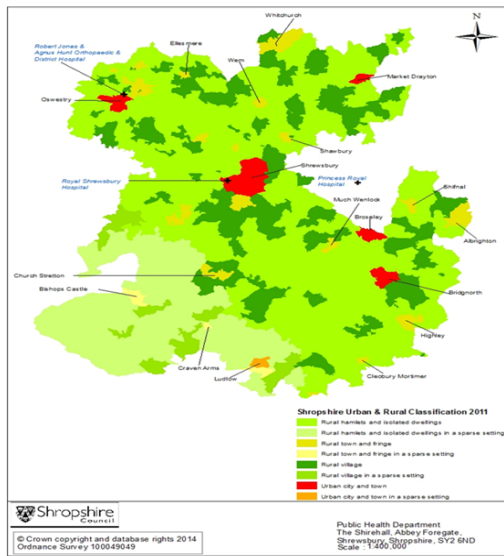 Whitchurch
N
Robert Jones &
Agnus Hunt Orthopaedic &
District Hospital
Ellesmere
Wem
Market Drayton
Oswestry
Shawbury
Shrewsbury
Royal Shrewsbury
Hospital
Princess Royal
Hospital
Much Wenlock
Shifnal
Broseley
Albrighton
Church Stretton
Bishops Castle
Bridgnorth
Highley
Craven Arms
Ludlow
Cleobury Mortimer
Shropshire Urban & Rural Classification 2011
Rural hamlets and isolated dwellings
Rural hamlets and isolated dwellings in a sparse setting
Rural town and fringe
Rural town and fringe in a sparse setting
Rural village
Rural village in a sparse setting
Urban city and town
Urban city and town in a sparse setting
Shropshire
Council
© Crown copyright and database rights 2014
Ordnance Survey 100049049
Public Health Department
The Shirehall, Abbey Foregate,
Shrewsbury, Shropshire, SY2 6ND
Scale : 1:400,000